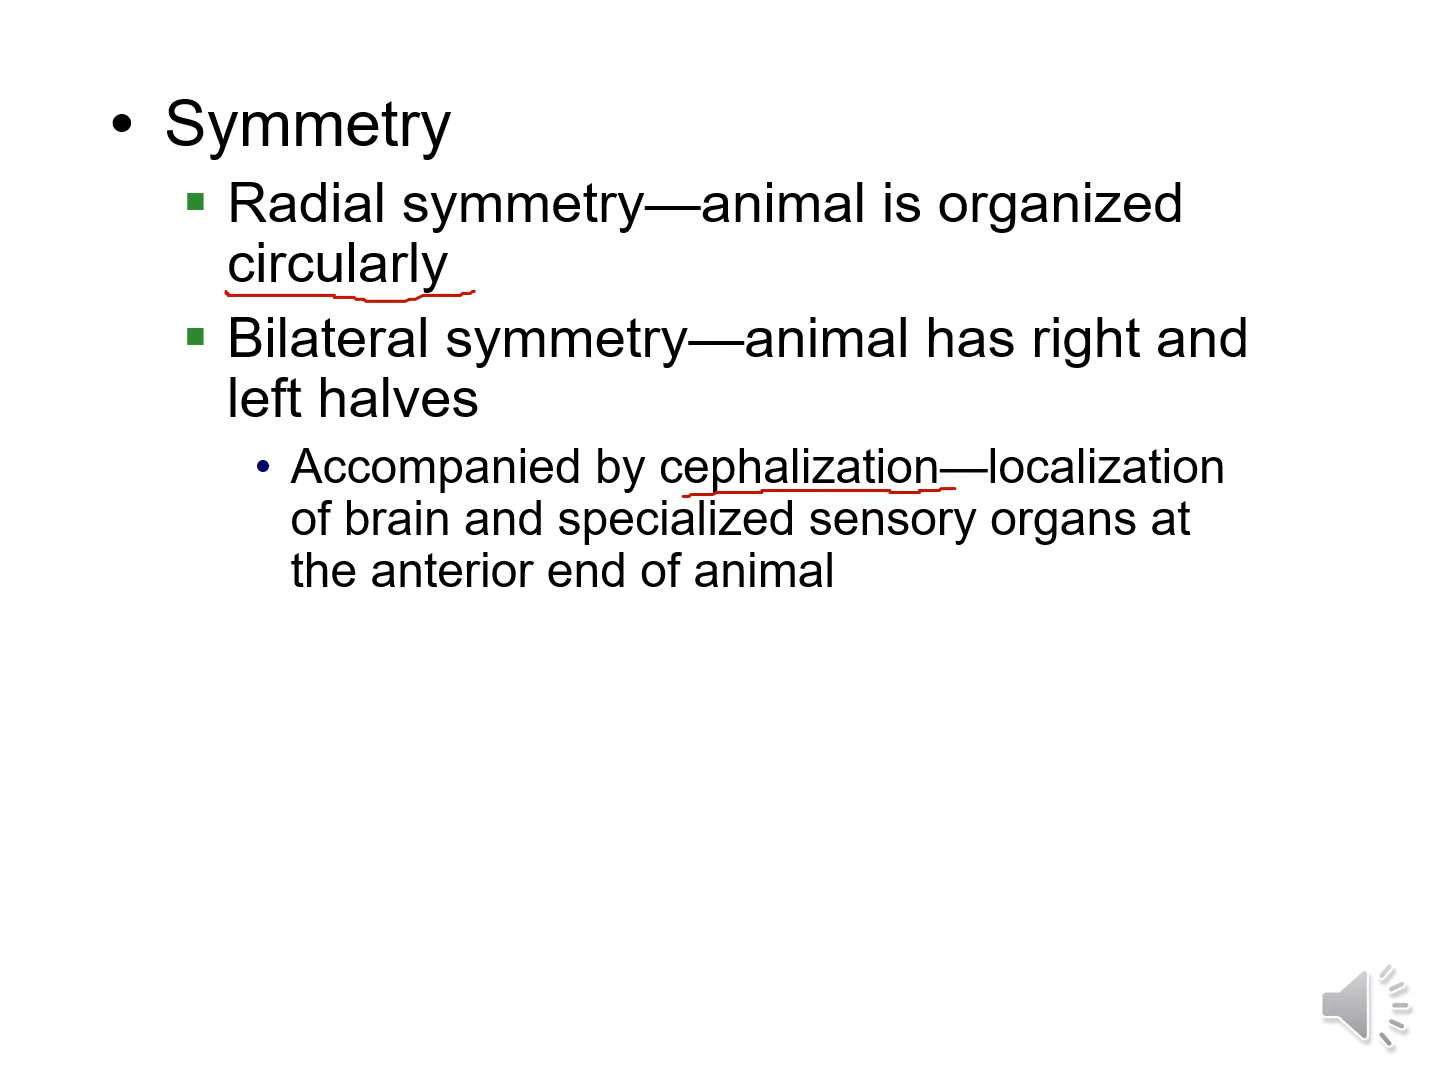 • Symmetry
▪ Radial symmetry—animal is organized
circularly
▪ Bilateral symmetry—animal has right and
left halves
• Accompanied by cephalization—localization
of brain and specialized sensory organs at
the anterior end of animal